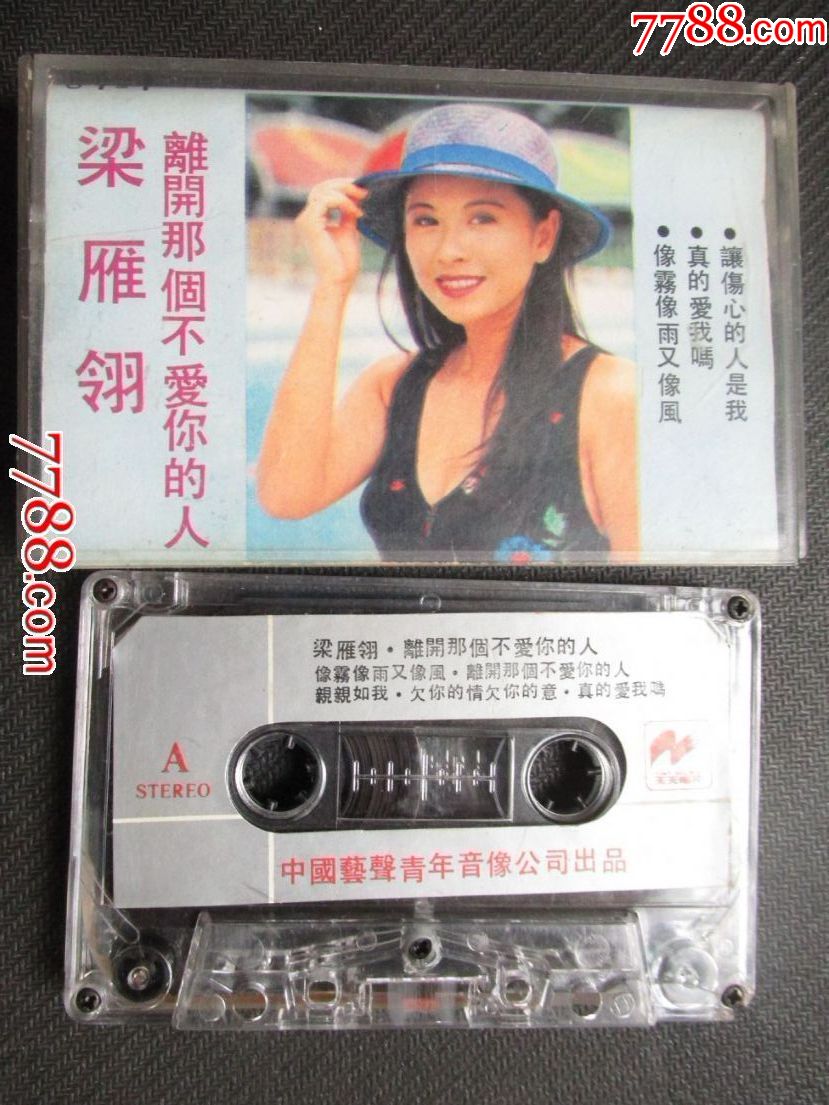 7788.com
梁雁翎
離開那個不愛你的人
•讓傷心的人是我
•真的愛我嗎
•像霧像雨又像風
7788.com
梁雁翎•離開那個不愛你的人
像霧像雨又像風•離開那個不愛你的人
親親如我•欠你的情欠你的意•真的愛我嗎
A
STEREO
中國藝聲青年音像公司出品